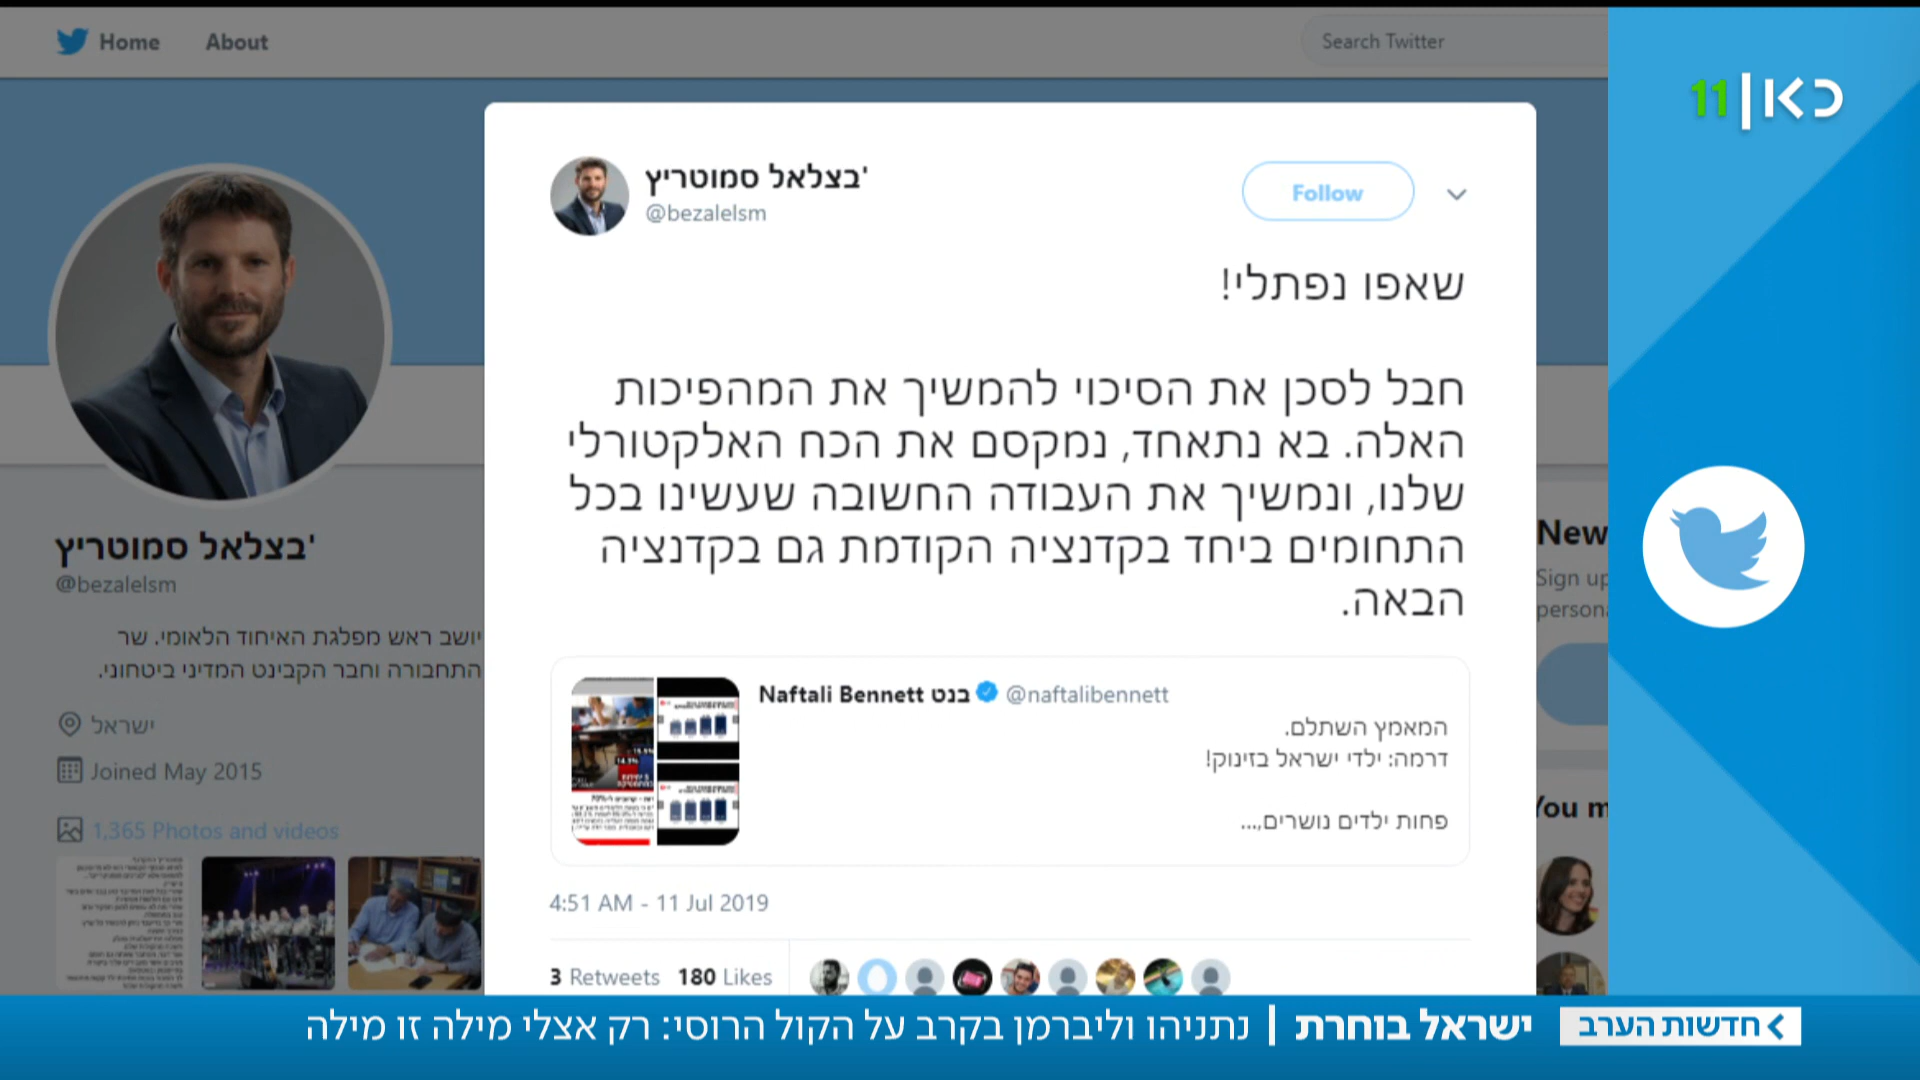 Home About
Search Twitter
כאן|11
בצלאל סמוטריץ'
@bezalelsm
Follow
שאפו נפתלי!
חבל לסכן את הסיכוי להמשיך את המהפיכות
האלה. בא נתאחד, נמקסם את הכח האלקטורלי
שלנו, ונמשיך את העבודה החשובה שעשינו בכל
התחומים ביחד בקדנציה הקודמת גם בקדנציה
הבאה.
Naftali Bennett בנט @naftalibennett
המאמץ השתלם.
דרמה: ילדי ישראל בזינוק!
פחות ילדים נושרים,...
4:51 AM - 11 Jul 2019
3 Retweets 180 Likes
בצלאל סמוטריץ'
@bezalelsm
יושב ראש מפלגת האיחוד הלאומי. שר
התחבורה וחבר הקבינט המדיני ביטחוני.
ישראל
Joined May 2015
1,365 Photos and videos
New
Sign up
persona
You m
חדשות הערב
ישראל בוחרת | נתניהו וליברמן בקרב על הקול הרוסי: רק אצלי מילה זו מילה